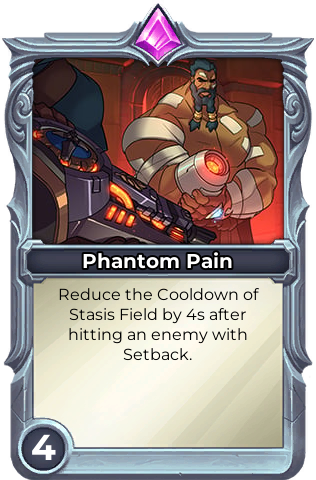 Phantom Pain
Reduce the Cooldown of
Stasis Field by 4s after
hitting an enemy with
Setback.
4